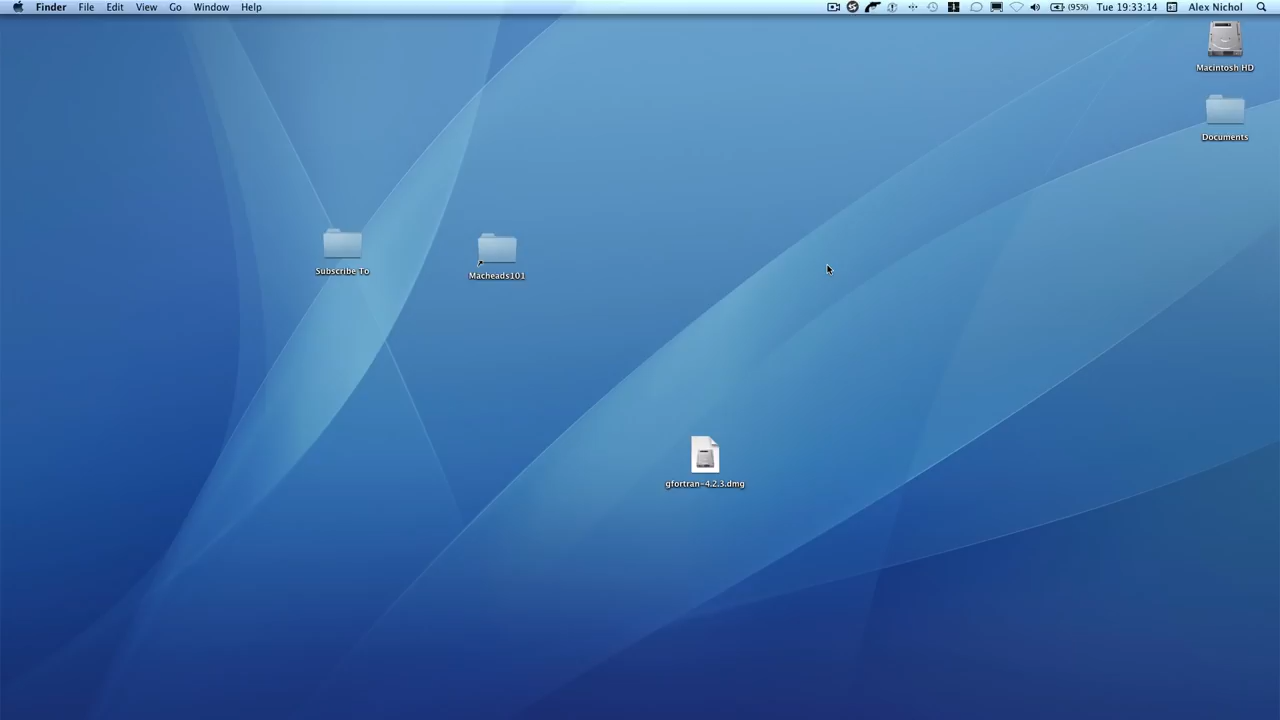 Finder File Edit View Go Window Help (95%) Tue 19:33:14 Alex Nichol
Macintosh HD
Documents
Subscribe To
Macheads101
gfortran-4.2.3.dmg